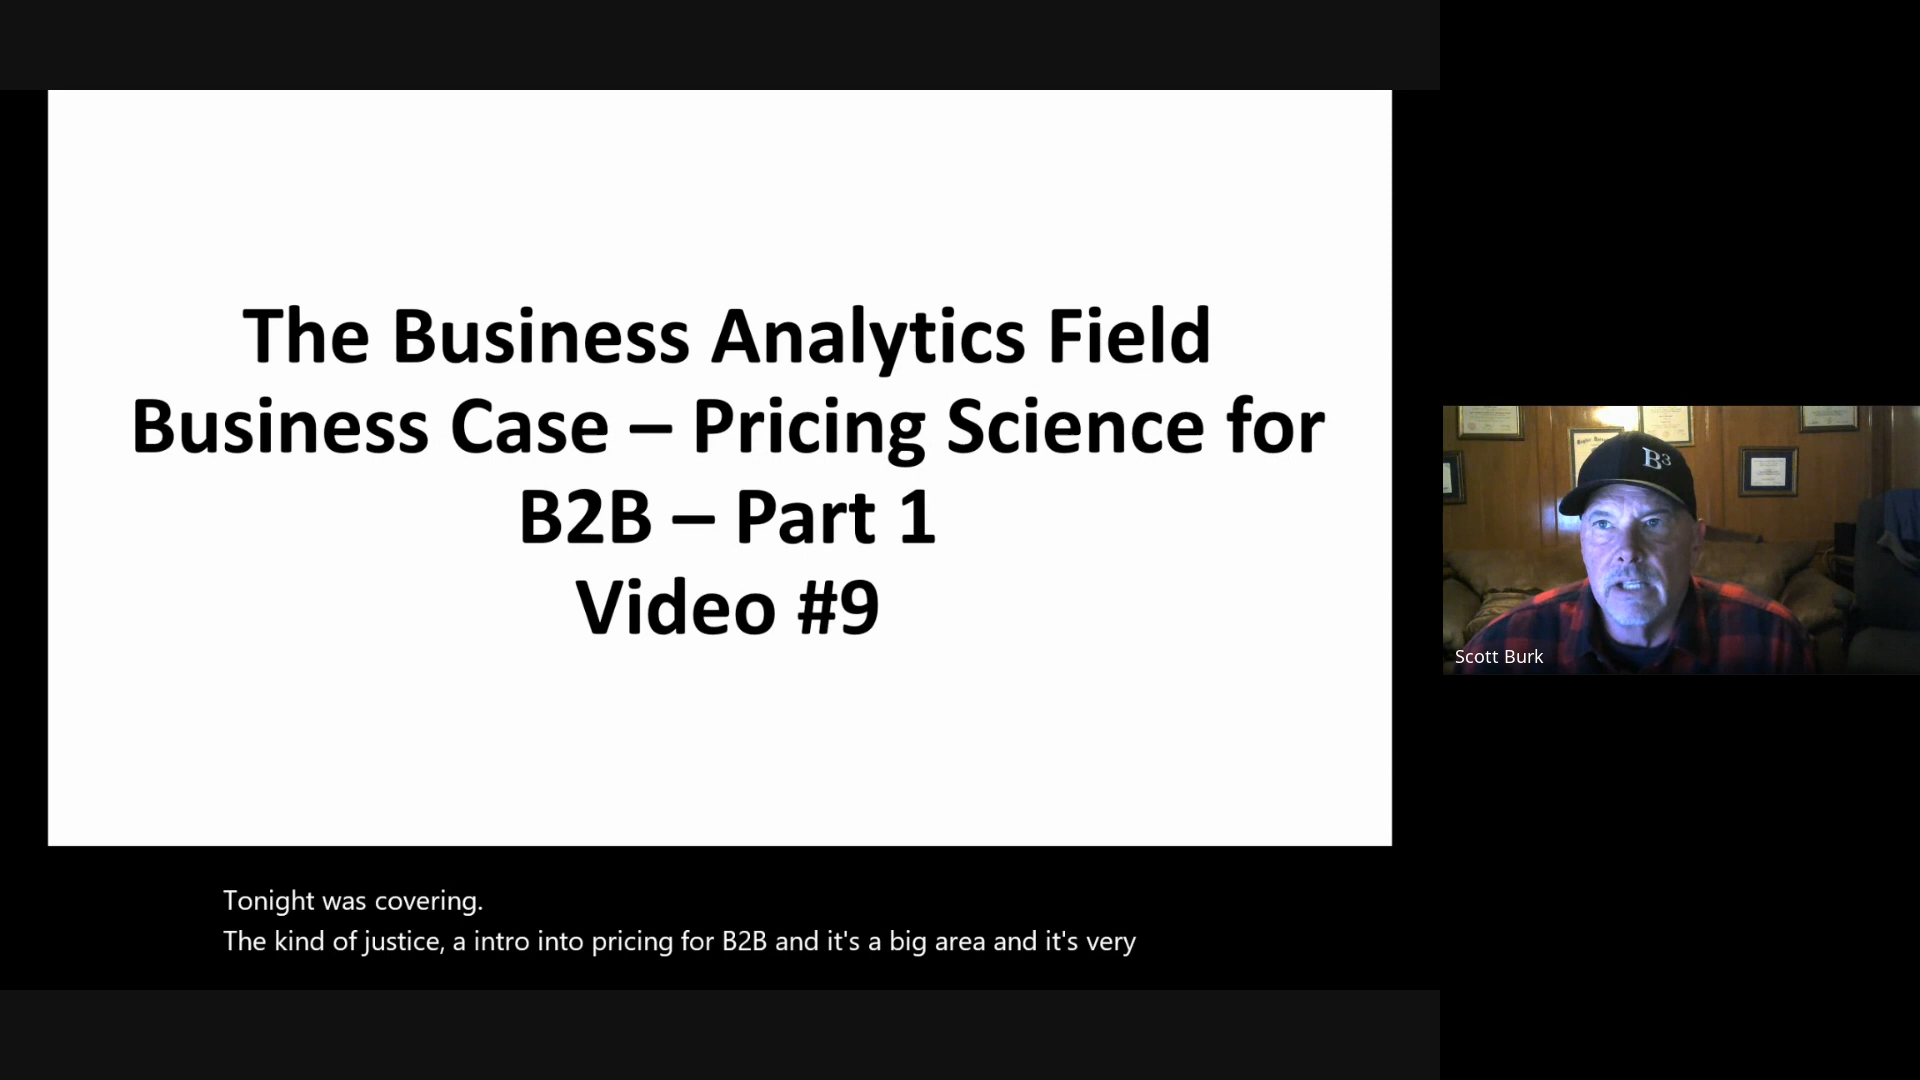 The Business Analytics Field
Business Case – Pricing Science for
B2B – Part 1
Video #9
B3
Scott Burk
Tonight was covering.
The kind of justice, a intro into pricing for B2B and it's a big area and it's very